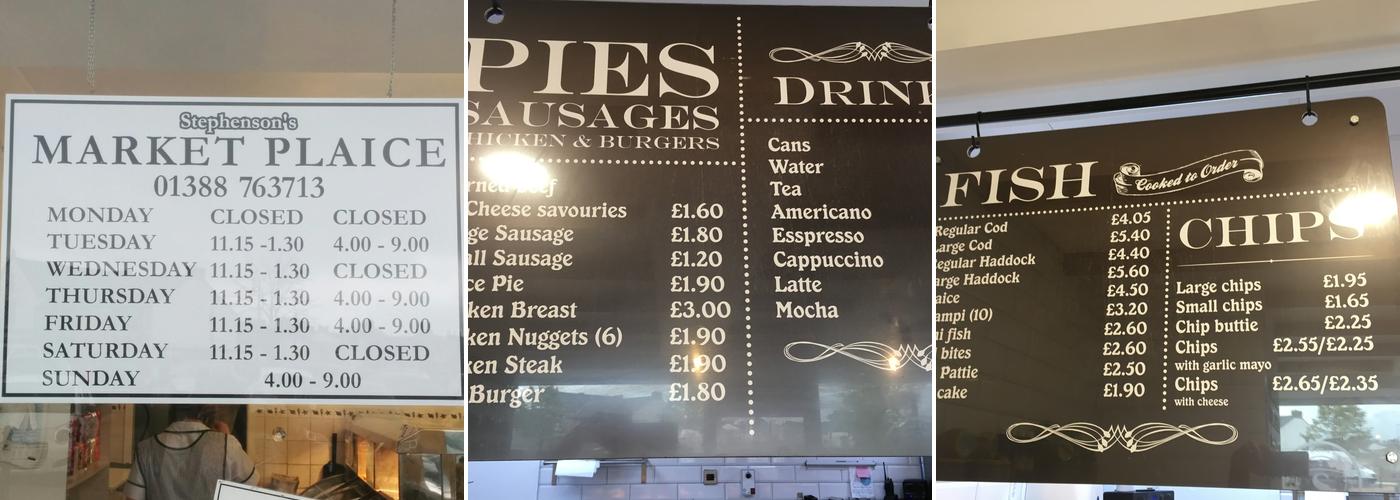 Stephenson's
MARKET PLAICE
01388 763713
MONDAY CLOSED CLOSED
TUESDAY 11.15 -1.30 4.00 - 9.00
WEDNESDAY 11.15 - 1.30 CLOSED
THURSDAY 11.15 - 1.30 4.00 - 9.00
FRIDAY 11.15 - 1.30 4.00 - 9.00
SATURDAY 11.15 - 1.30 CLOSED
SUNDAY 4.00 - 9.00
PIES
SAUSAGES
HICKEN & BURGERS
rned Beef
Cheese savouries £1.60
ge Sausage £1.80
all Sausage £1.20
ce Pie £1.90
ken Breast £3.00
ken Nuggets (6) £1.90
ken Steak £1.90
Burger £1.80
DRINK
Cans
Water
Tea
Americano
Esspresso
Cappuccino
Latte
Mocha
FISH
Cooked to Order
Regular Cod £4.05
Large Cod £5.40
egular Haddock £4.40
arge Haddock £5.60
aice £4.50
ampi (10) £3.20
i fish £2.60
bites £2.60
Pattie £2.50
cake £1.90
CHIPS
Large chips £1.95
Small chips £1.65
Chip buttie £2.25
Chips £2.55/£2.25
with garlic mayo
Chips £2.65/£2.35
with cheese